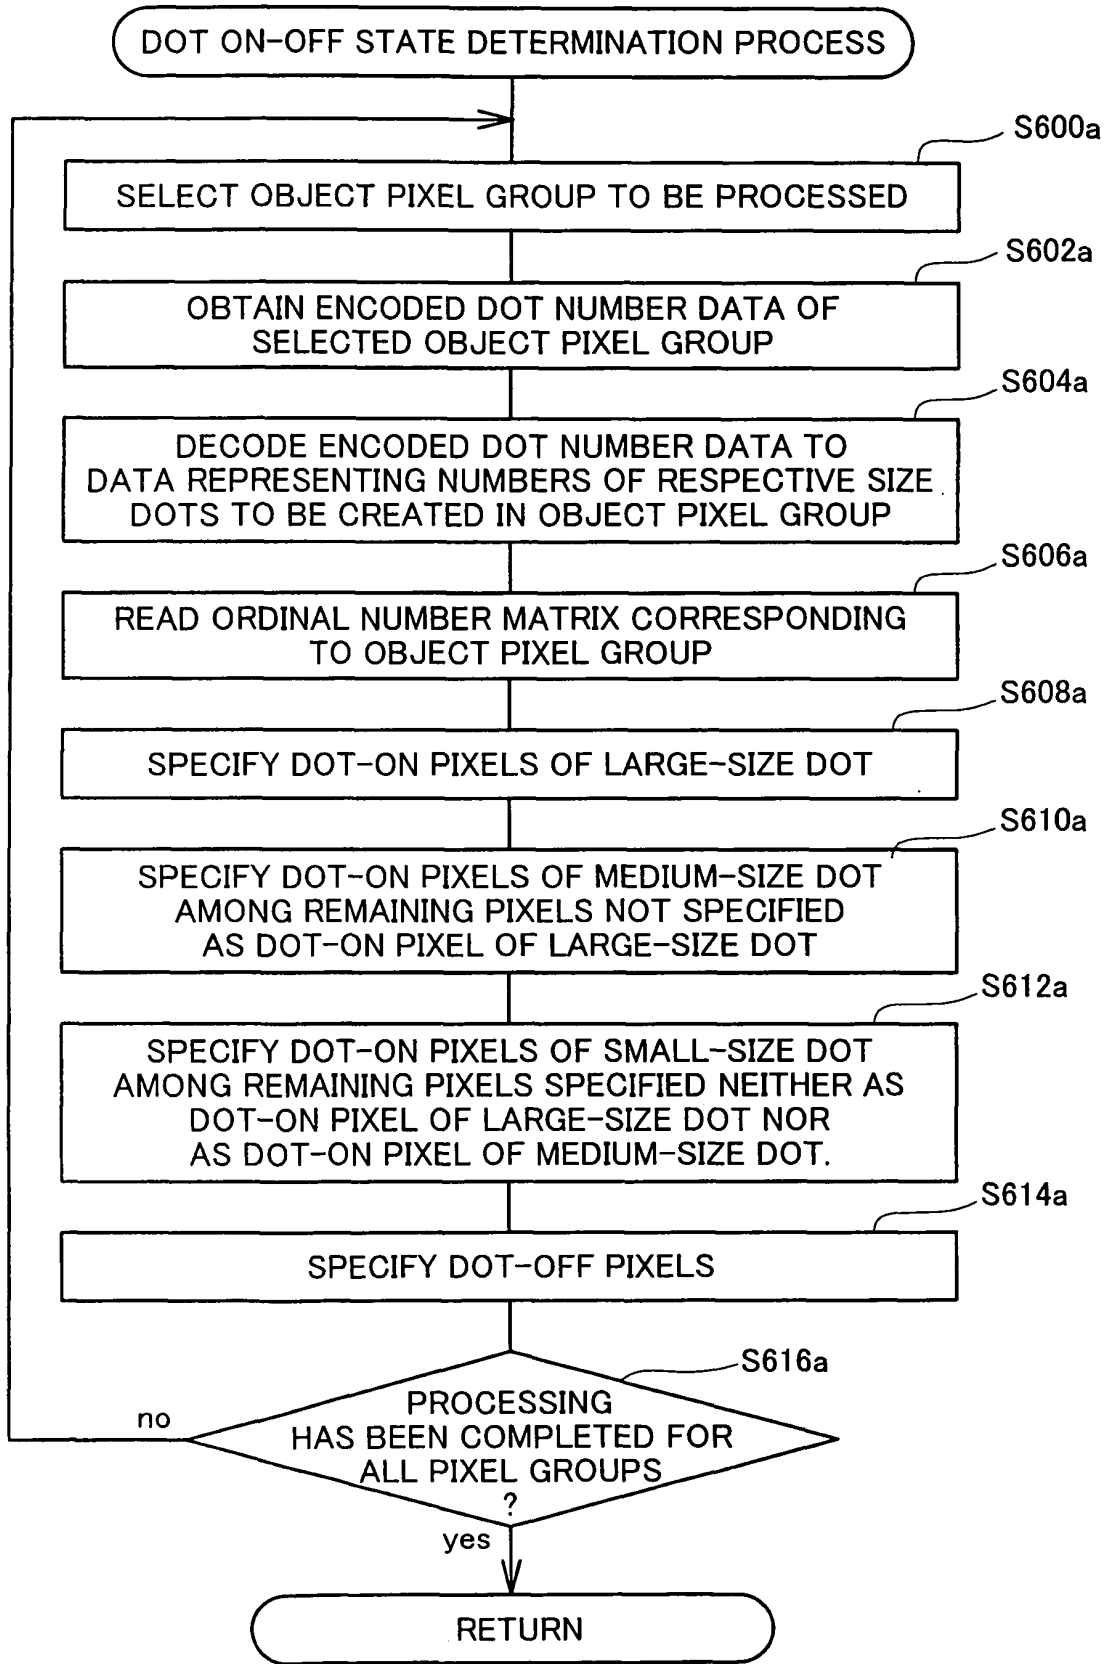 DOT ON-OFF STATE DETERMINATION PROCESS
S600a
SELECT OBJECT PIXEL GROUP TO BE PROCESSED
S602a
OBTAIN ENCODED DOT NUMBER DATA OF
SELECTED OBJECT PIXEL GROUP
S604a
DECODE ENCODED DOT NUMBER DATA TO
DATA REPRESENTING NUMBERS OF RESPECTIVE SIZE
DOTS TO BE CREATED IN OBJECT PIXEL GROUP
S606a
READ ORDINAL NUMBER MATRIX CORRESPONDING
TO OBJECT PIXEL GROUP
S608a
SPECIFY DOT-ON PIXELS OF LARGE-SIZE DOT
S610a
SPECIFY DOT-ON PIXELS OF MEDIUM-SIZE DOT
AMONG REMAINING PIXELS NOT SPECIFIED
AS DOT-ON PIXEL OF LARGE-SIZE DOT
S612a
SPECIFY DOT-ON PIXELS OF SMALL-SIZE DOT
AMONG REMAINING PIXELS SPECIFIED NEITHER AS
DOT-ON PIXEL OF LARGE-SIZE DOT NOR
AS DOT-ON PIXEL OF MEDIUM-SIZE DOT.
S614a
SPECIFY DOT-OFF PIXELS
S616a
PROCESSING
HAS BEEN COMPLETED FOR
ALL PIXEL GROUPS
?
no
yes
RETURN